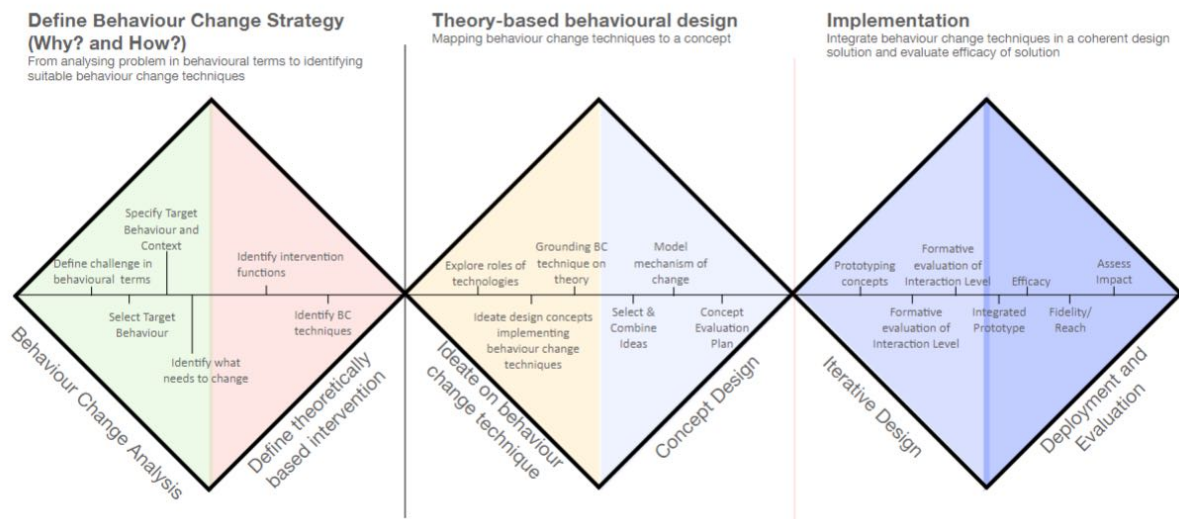 Define Behaviour Change Strategy
(Why? and How?)
From analysing problem in behavioural terms to identifying
suitable behaviour change techniques
Theory-based behavioural design
Mapping behaviour change techniques to a concept
Implementation
Integrate behaviour change techniques in a coherent design
solution and evaluate efficacy of solution
Specify Target
Behaviour and
Context
Define challenge in
behavioural terms
Select Target
Behaviour
Identify what
needs to change
Identify intervention
functions
Identify BC
techniques
Behaviour Change Analysis
Define theoretically
based intervention
Explore roles of
technologies
Grounding BC
technique on
theory
Ideate design concepts
implementing
behaviour change
techniques
Model
mechanism of
change
Select &
Combine
Ideas
Concept
Evaluation
Plan
Ideate on behaviour
change technique
Concept Design
Prototyping
concepts
Formative
evaluation of
Interaction Level
Formative
evaluation of
Interaction Level
Integrated
Prototype
Efficacy
Fidelity/
Reach
Assess
Impact
Iterative Design
Deployment and
Evaluation